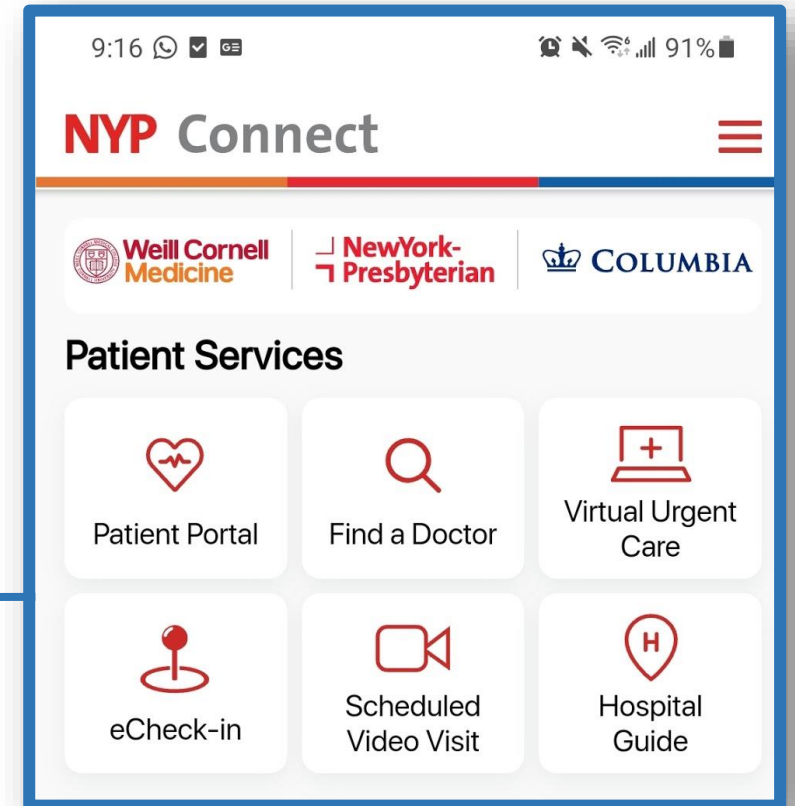 9:16 91%
NYP Connect
Weill Cornell Medicine
NewYork-Presbyterian
COLUMBIA
Patient Services
Patient Portal
Find a Doctor
Virtual Urgent
Care
eCheck-in
Scheduled
Video Visit
H
Hospital
Guide